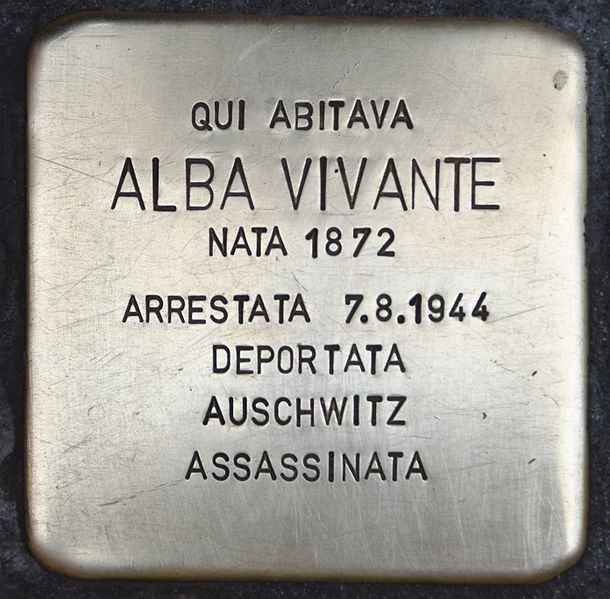 QUI ABITAVA
ALBA VIVANTE
NATA 1872
ARRESTATA 7.8.1944
DEPORTATA
AUSCHWITZ
ASSASSINATA